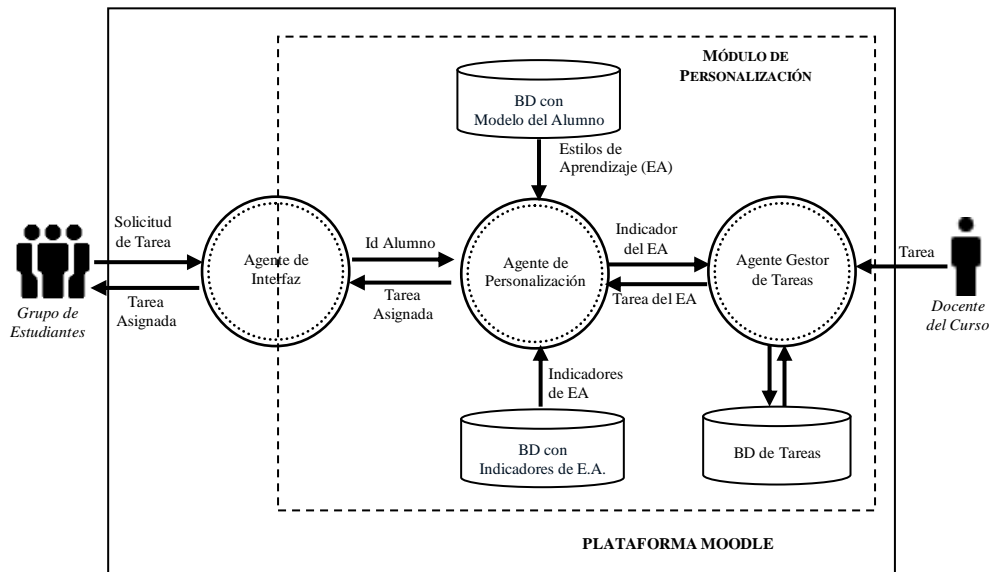 MÓDULO DE
PERSONALIZACIÓN
BD con
Modelo del Alumno
Estilos de
Aprendizaje (EA)
Solicitud
de Tarea
Tarea
Asignada
Grupo de
Estudiantes
Agente de
Interfaz
Id Alumno
Tarea
Asignada
Agente de
Personalización
Indicador
del EA
Tarea del EA
Agente Gestor
de Tareas
Tarea
Docente
del Curso
Indicadores
de EA
BD con
Indicadores de E.A.
BD de Tareas
PLATAFORMA MOODLE